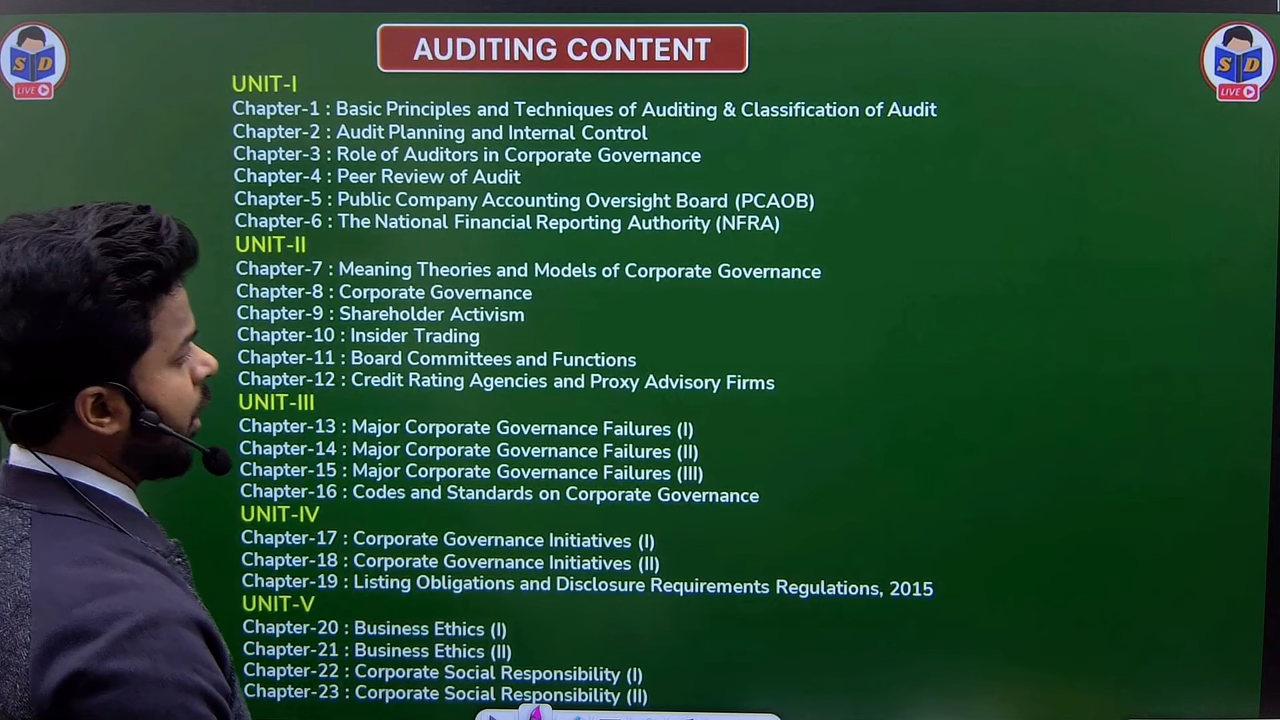 AUDITING CONTENT
S D
LIVE
S D
LIVE
UNIT-I
Chapter-1 : Basic Principles and Techniques of Auditing & Classification of Audit
Chapter-2 : Audit Planning and Internal Control
Chapter-3 : Role of Auditors in Corporate Governance
Chapter-4 : Peer Review of Audit
Chapter-5 : Public Company Accounting Oversight Board (PCAOB)
Chapter-6 : The National Financial Reporting Authority (NFRA)
UNIT-II
Chapter-7 : Meaning Theories and Models of Corporate Governance
Chapter-8 : Corporate Governance
Chapter-9 : Shareholder Activism
Chapter-10 : Insider Trading
Chapter-11 : Board Committees and Functions
Chapter-12 : Credit Rating Agencies and Proxy Advisory Firms
UNIT-III
Chapter-13 : Major Corporate Governance Failures (I)
Chapter-14 : Major Corporate Governance Failures (II)
Chapter-15 : Major Corporate Governance Failures (III)
Chapter-16 : Codes and Standards on Corporate Governance
UNIT-IV
Chapter-17 : Corporate Governance Initiatives (I)
Chapter-18 : Corporate Governance Initiatives (II)
Chapter-19 : Listing Obligations and Disclosure Requirements Regulations, 2015
UNIT-V
Chapter-20 : Business Ethics (I)
Chapter-21 : Business Ethics (II)
Chapter-22 : Corporate Social Responsibility (I)
Chapter-23 : Corporate Social Responsibility (II)